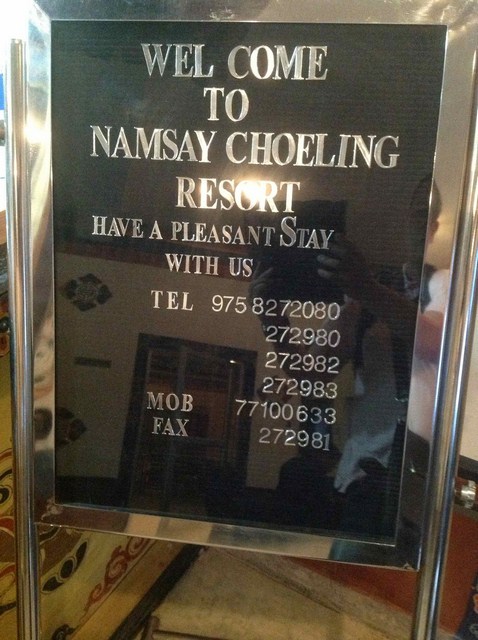 WEL COME
TO
NAMSAY CHOELING
RESORT
HAVE A PLEASANT STAY
WITH US
TEL 975 8272080
272980
272982
272983
MOB 77100633
FAX 272981